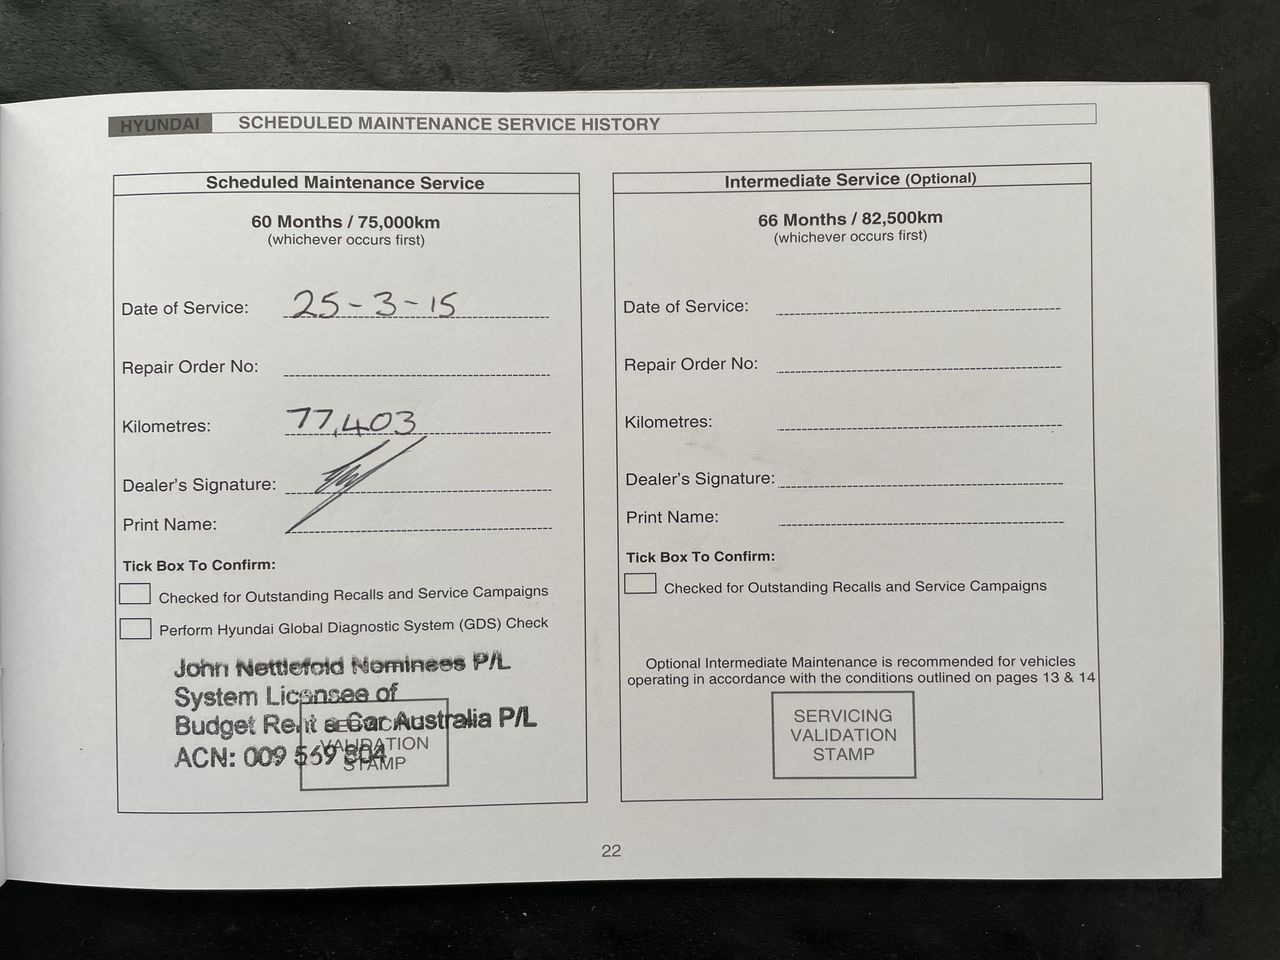 HYUNDAI SCHEDULED MAINTENANCE SERVICE HISTORY
Scheduled Maintenance Service
60 Months / 75,000km
(whichever occurs first)
Date of Service: 25-3-15
Repair Order No:
Kilometres: 77,403
Dealer's Signature:
Print Name:
Tick Box To Confirm:
Checked for Outstanding Recalls and Service Campaigns
Perform Hyundai Global Diagnostic System (GDS) Check
John Nettlefold Nominees P/L
System Licensee of
Budget Rent a Car Australia P/L
ACN: 009 569 804
SERVICING
VALIDATION
STAMP
Intermediate Service (Optional)
66 Months / 82,500km
(whichever occurs first)
Date of Service:
Repair Order No:
Kilometres:
Dealer's Signature:
Print Name:
Tick Box To Confirm:
Checked for Outstanding Recalls and Service Campaigns
Optional Intermediate Maintenance is recommended for vehicles
operating in accordance with the conditions outlined on pages 13 & 14
SERVICING
VALIDATION
STAMP
22